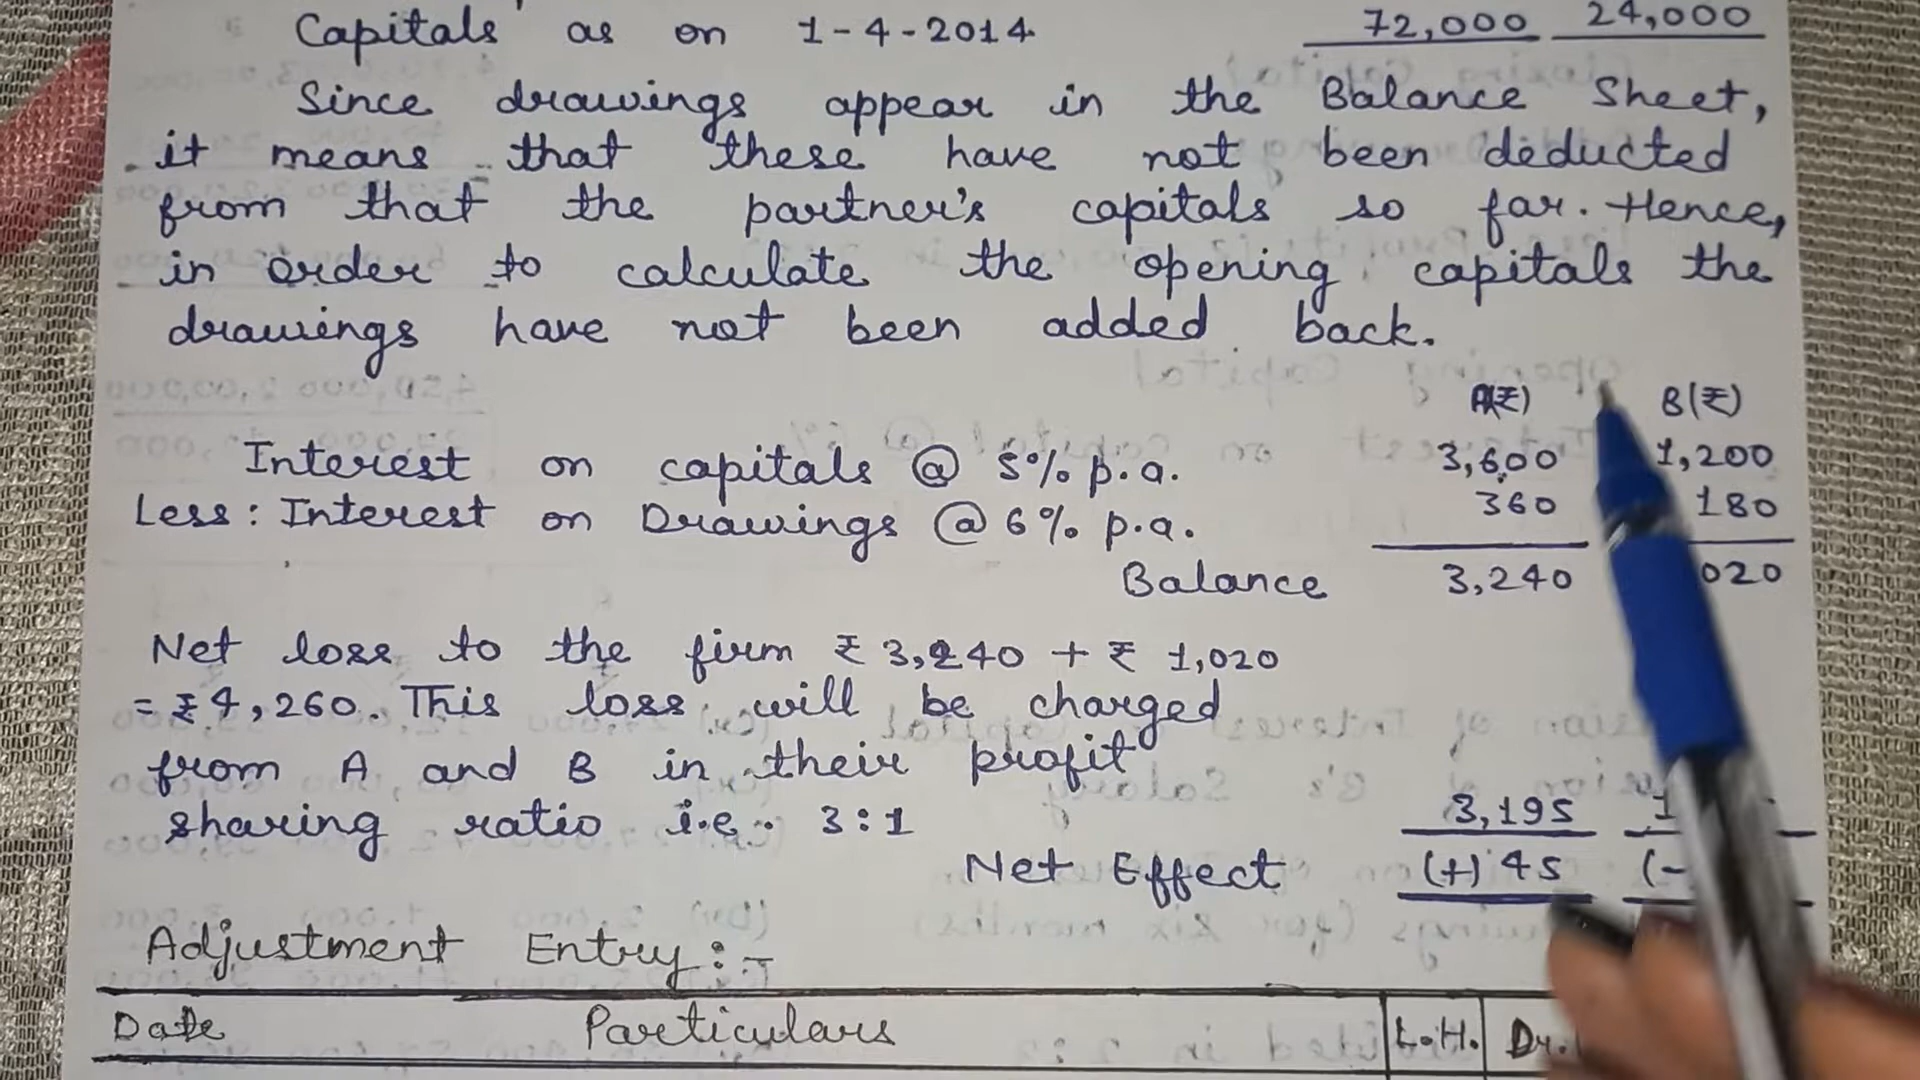 Capitals as on 1-4-2014 72,000 24,000
Since drawings appear in the Balance Sheet,
it means that these have not been deducted
from that the partner's capitals so far. Hence,
in order to calculate the opening capitals the
drawings have not been added back.
A(₹) B(₹)
Interest on capitals @ 5% p.a. 3,600 1,200
Less: Interest on Drawings @ 6% p.a. 360 180
Balance 3,240 020
Net loss to the firm ₹ 3,240 + ₹ 1,020
= ₹ 4,260. This loss will be charged
from A and B in their profit
sharing ratio i.e. 3:1 3,195 1
Net Effect (+) 45 (-
Adjustment Entry:-
Date Particulars L.H. Dr.